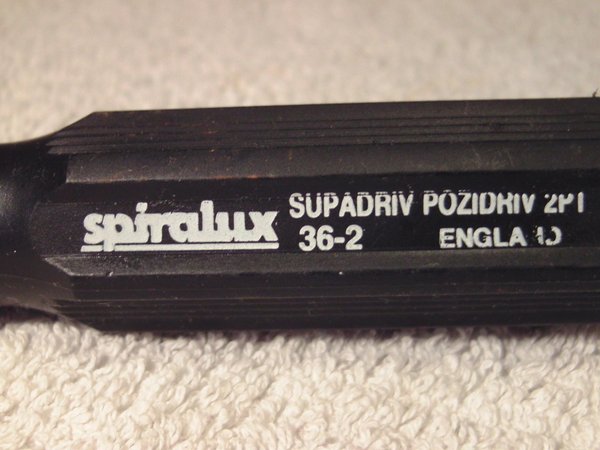 spiralux SUPADRIV POZIDRIV 2PT
36-2 ENGLAND